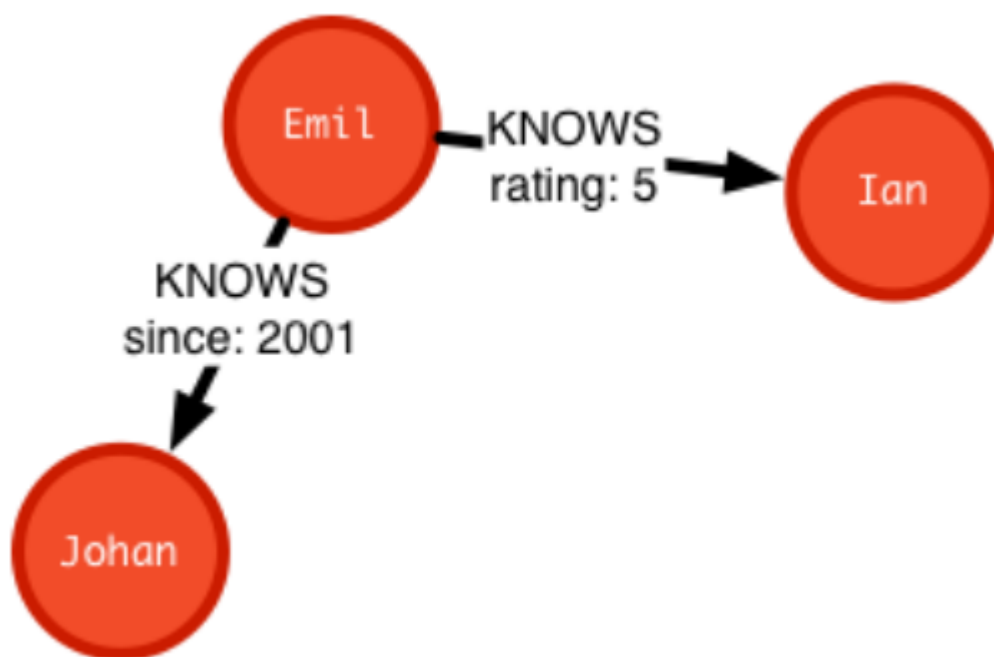 Emil
KNOWS
rating: 5
Ian
KNOWS
since: 2001
Johan